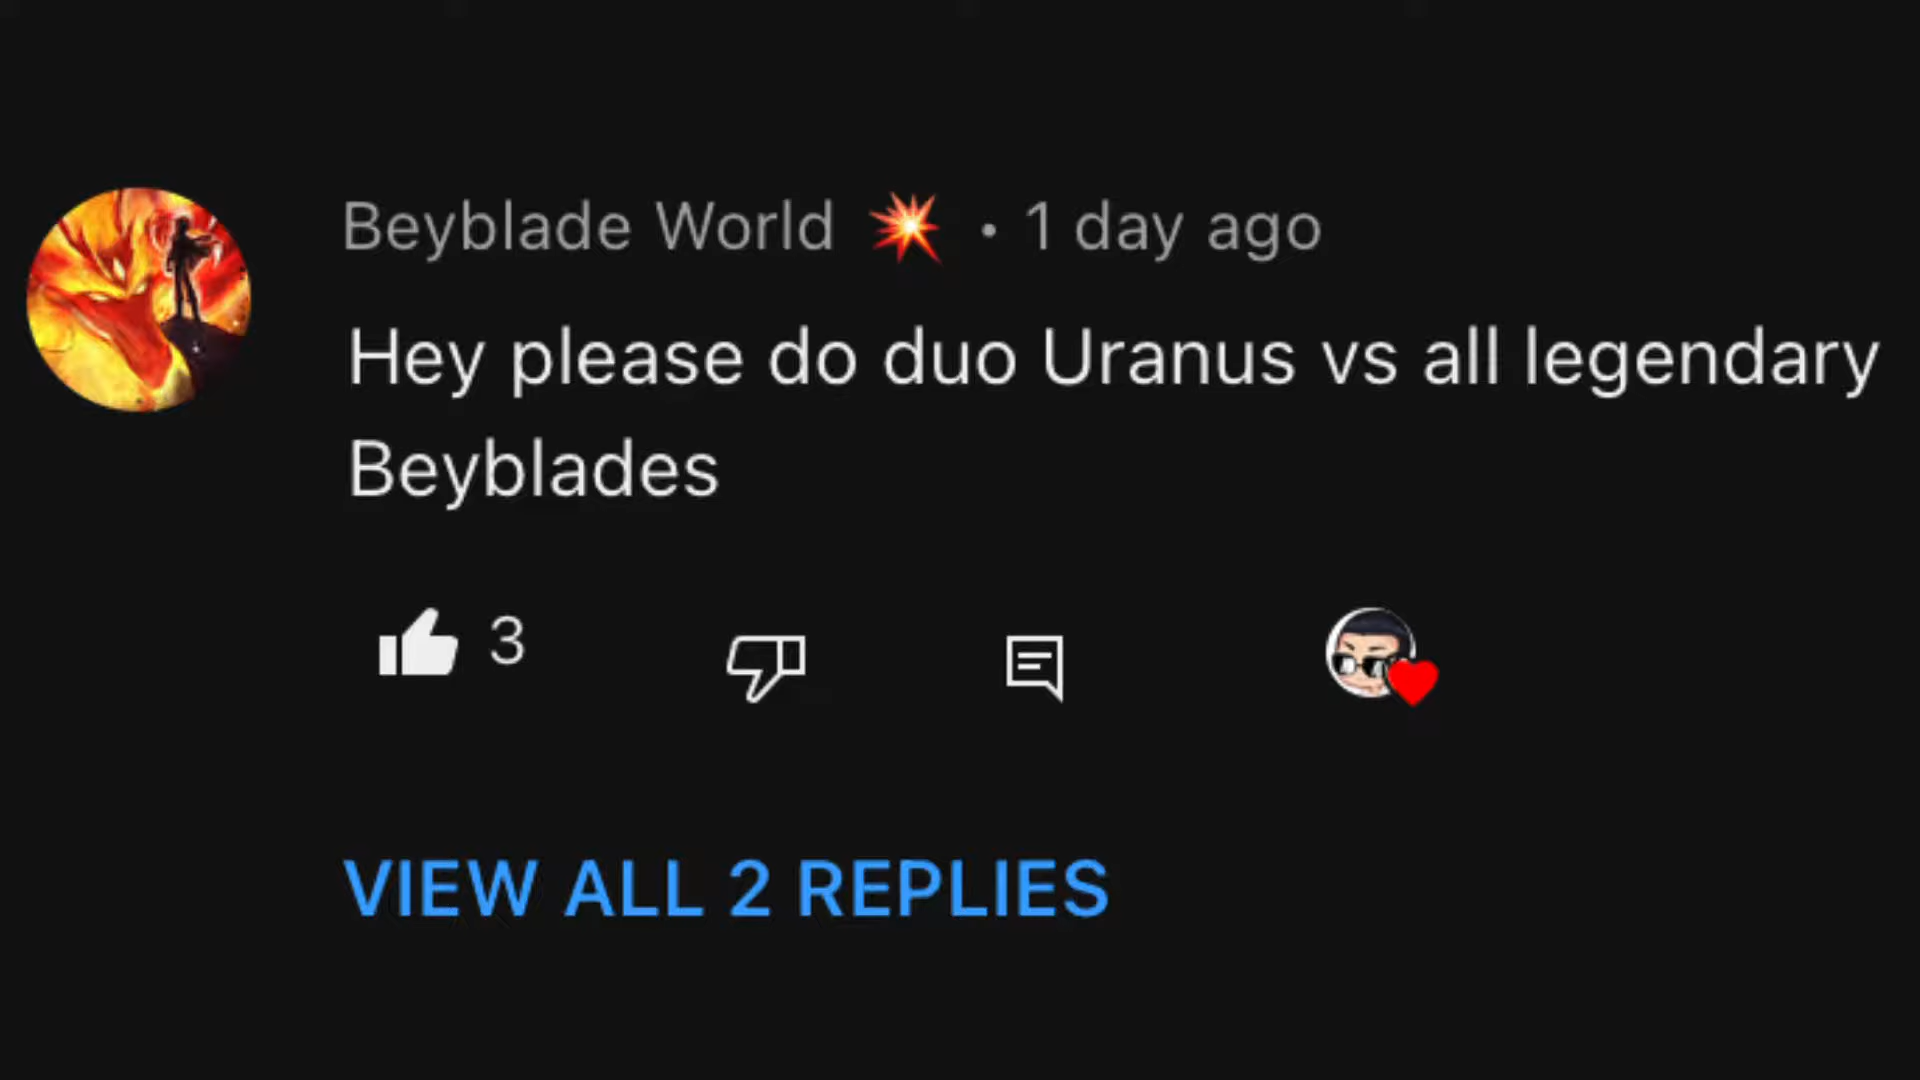 Beyblade World 💥 · 1 day ago
Hey please do duo Uranus vs all legendary
Beyblades
3
VIEW ALL 2 REPLIES